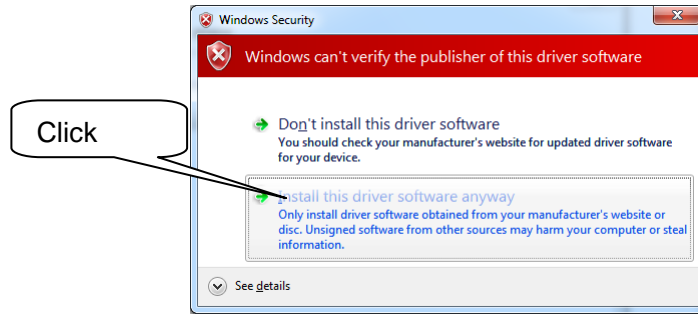 Windows Security
Windows can't verify the publisher of this driver software
Click
Don't install this driver software
You should check your manufacturer's website for updated driver software
for your device.
Install this driver software anyway
Only install driver software obtained from your manufacturer's website or
disc. Unsigned software from other sources may harm your computer or steal
information.
See details